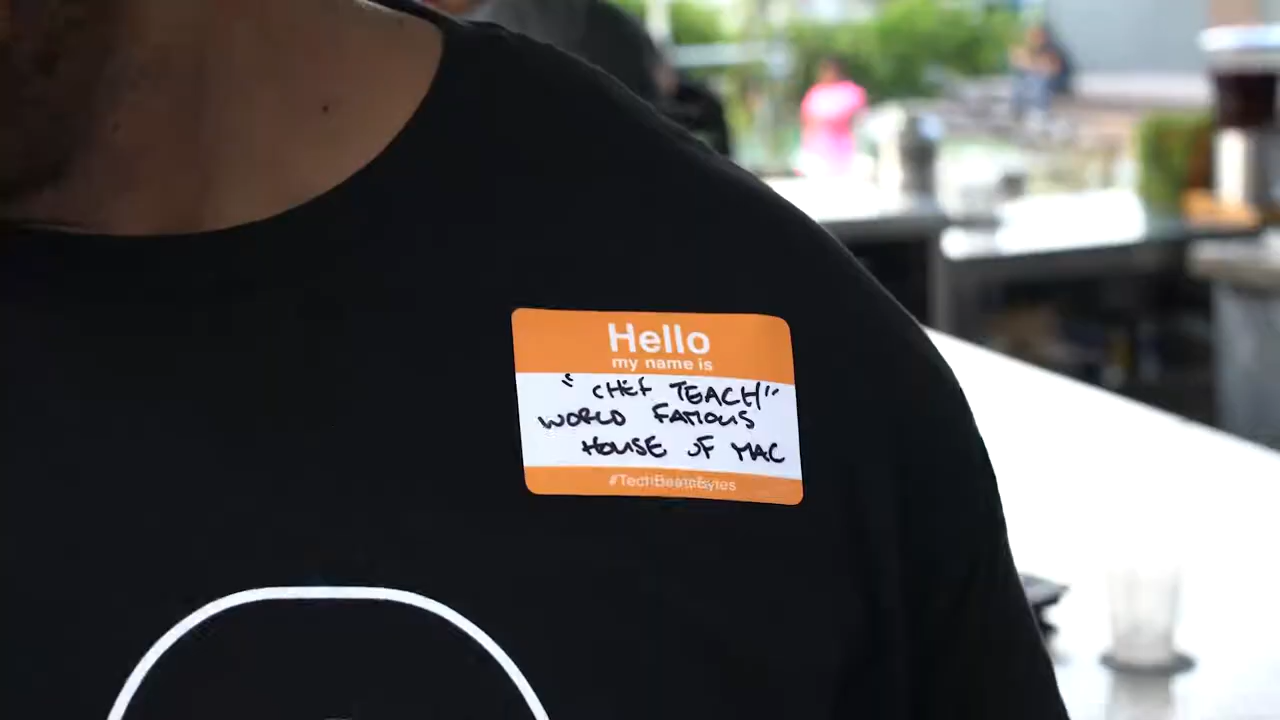 Hello
my name is
"CHEF TEACH"
WORLD FAMOUS
HOUSE OF MAC